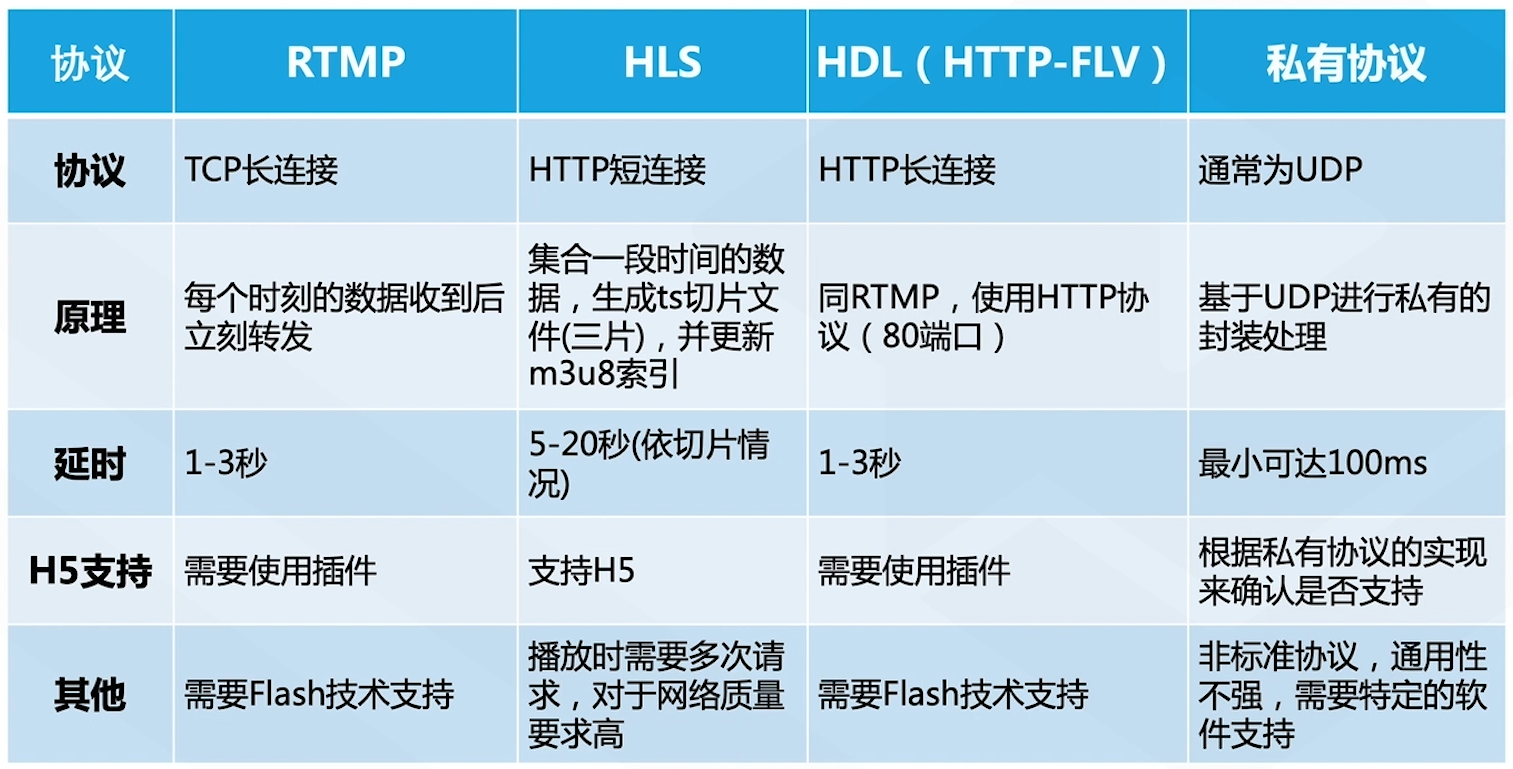 协议
RTMP
HLS
HDL（HTTP-FLV）
私有协议
协议
TCP长连接
HTTP短连接
HTTP长连接
通常为UDP
原理
每个时刻的数据收到后
立刻转发
集合一段时间的数
据，生成ts切片文
件(三片)，并更新
m3u8索引
同RTMP，使用HTTP协
议（80端口）
基于UDP进行私有的
封装处理
延时
1-3秒
5-20秒(依切片情
况)
1-3秒
最小可达100ms
H5支持
需要使用插件
支持H5
需要使用插件
根据私有协议的实现
来确认是否支持
其他
需要Flash技术支持
播放时需要多次请
求，对于网络质量
要求高
需要Flash技术支持
非标准协议，通用性
不强，需要特定的软
件支持